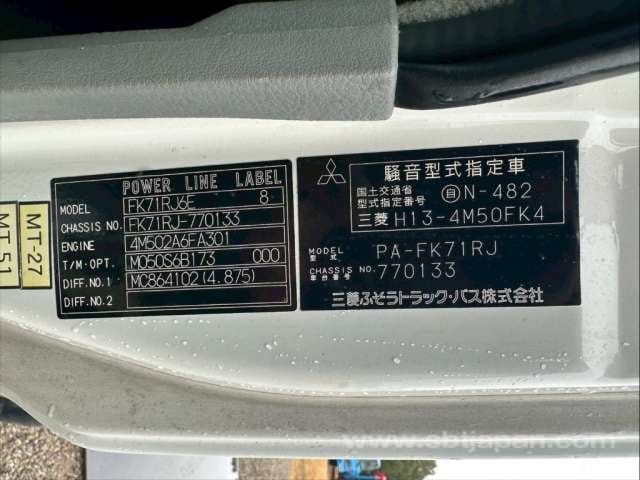 POWER LINE LABEL
MODEL FK71RJ6E 8
CHASSIS NO. FK71RJ-770133
ENGINE 4M502A6FA301
T/M・OPT. M050S6B173 000
DIFF.NO.1 MC864102(4.875)
DIFF.NO.2
騒音型式指定車
国土交通省
型式指定番号 自N-482
三菱 H13-4M50FK4
MODEL
型式 PA-FK71RJ
CHASSIS NO.
車台番号 770133
三菱ふそうトラック・バス株式会社
MT-27
MT-51
www.sbtjapan.com